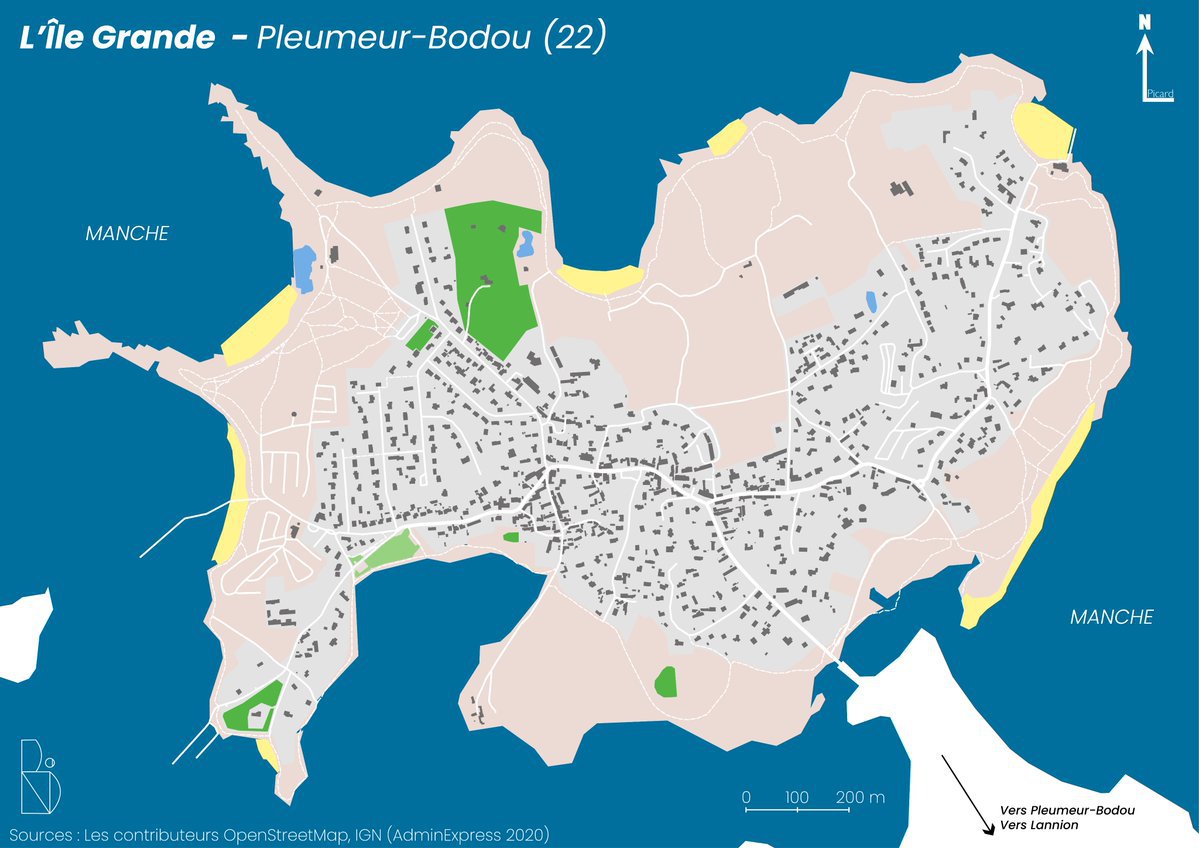 L'Île Grande - Pleumeur-Bodou (22)
N
Picard
MANCHE
MANCHE
0 100 200 m
Vers Pleumeur-Bodou
Vers Lannion
Sources : Les contributeurs OpenStreetMap, IGN (AdminExpress 2020)